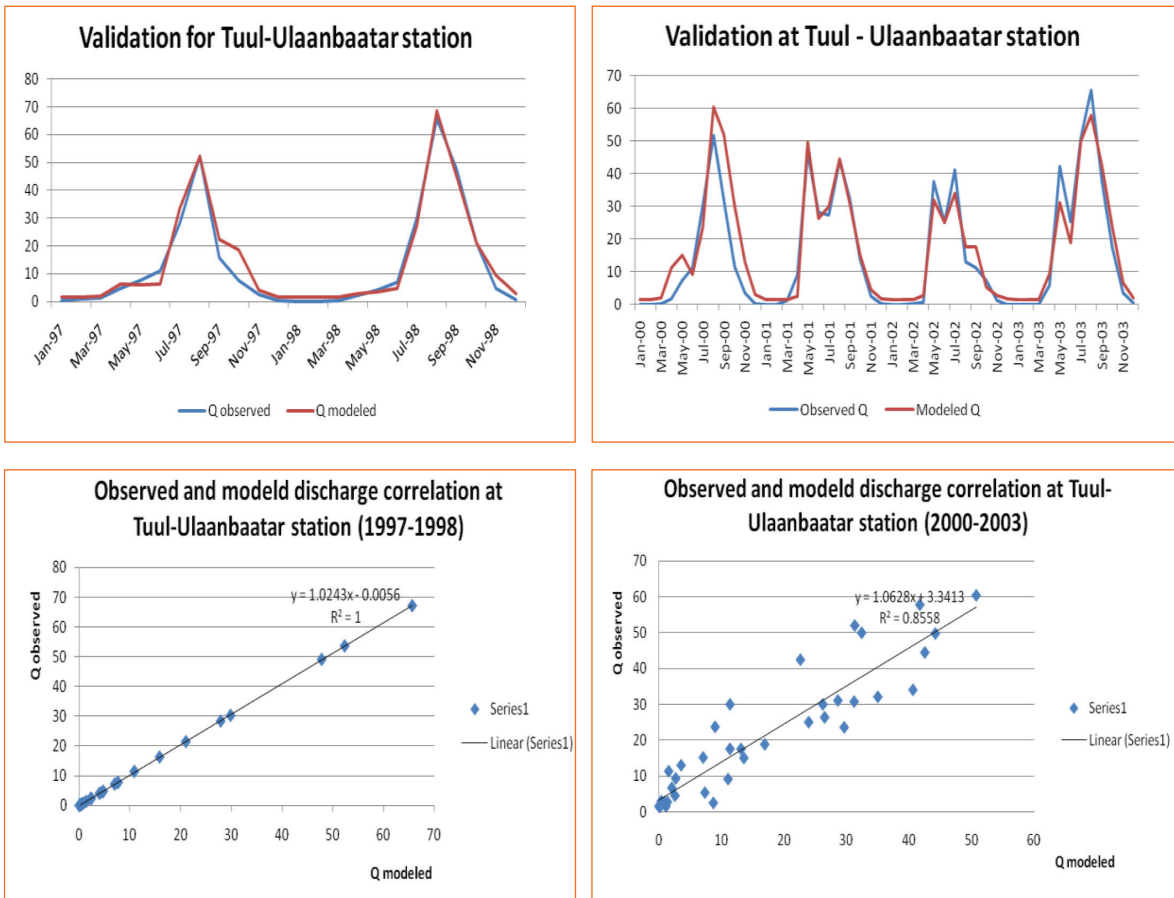 Validation for Tuul-Ulaanbaatar station
80
70
60
50
40
30
20
10
0
Jan-97
Mar-97
May-97
Jul-97
Sep-97
Nov-97
Jan-98
Mar-98
May-98
Jul-98
Sep-98
Nov-98
Q observed
Q modeled
Validation at Tuul - Ulaanbaatar station
70
60
50
40
30
20
10
0
Jan-00
Mar-00
May-00
Jul-00
Sep-00
Nov-00
Jan-01
Mar-01
May-01
Jul-01
Sep-01
Nov-01
Jan-02
Mar-02
May-02
Jul-02
Sep-02
Nov-02
Jan-03
Mar-03
May-03
Jul-03
Sep-03
Nov-03
Observed Q
Modeled Q
Observed and modeld discharge correlation at
Tuul-Ulaanbaatar station (1997-1998)
80
70
60
50
40
30
20
10
0
Q observed
y = 1.0243x - 0.0056
R² = 1
Series1
Linear (Series1)
0 10 20 30 40 50 60 70
Q modeled
Observed and modeld discharge correlation at Tuul-
Ulaanbaatar station (2000-2003)
70
60
50
40
30
20
10
0
Q observed
y = 1.0628x + 3.3413
R² = 0.8558
Series1
Linear (Series1)
0 10 20 30 40 50 60
Q modeled